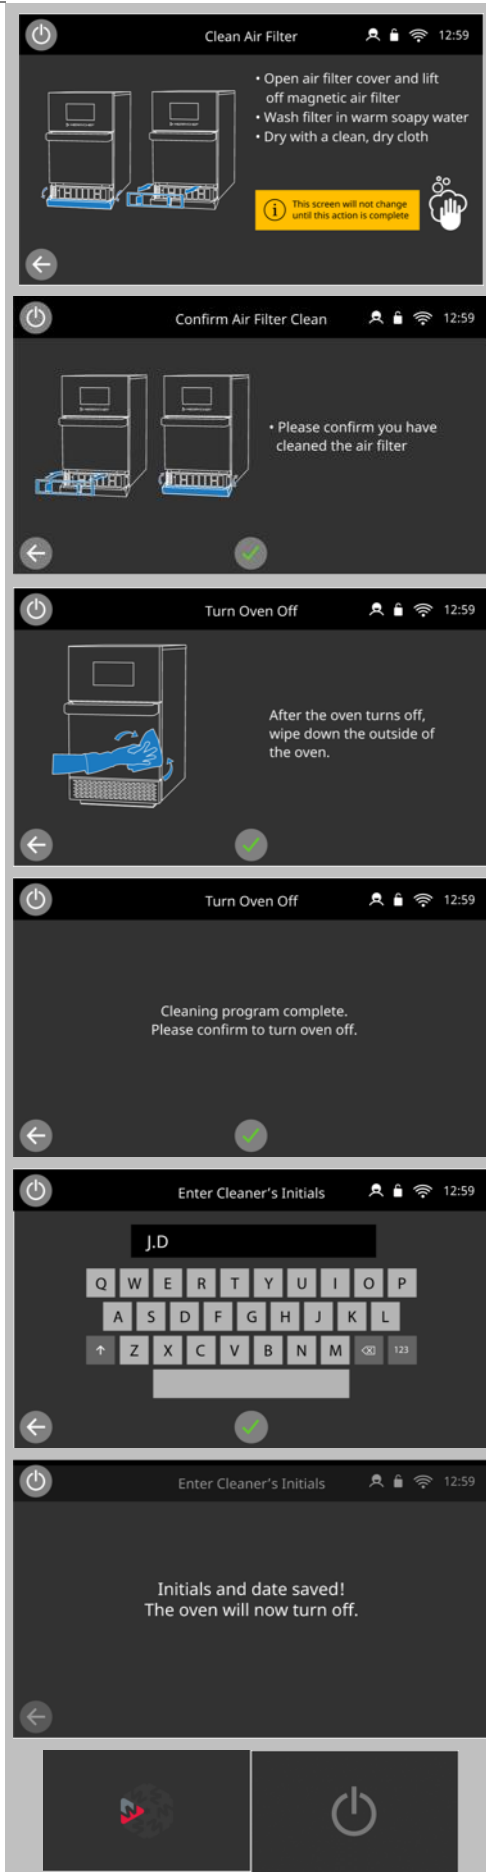 Clean Air Filter
12:59
• Open air filter cover and lift
off magnetic air filter
• Wash filter in warm soapy water
• Dry with a clean, dry cloth
This screen will not change
until this action is complete
Confirm Air Filter Clean
12:59
• Please confirm you have
cleaned the air filter
Turn Oven Off
12:59
After the oven turns off,
wipe down the outside of
the oven.
Turn Oven Off
12:59
Cleaning program complete.
Please confirm to turn oven off.
Enter Cleaner's Initials
12:59
J.D
Q W E R T Y U I O P
A S D F G H J K L
Z X C V B N M 123
Enter Cleaner's Initials
12:59
Initials and date saved!
The oven will now turn off.